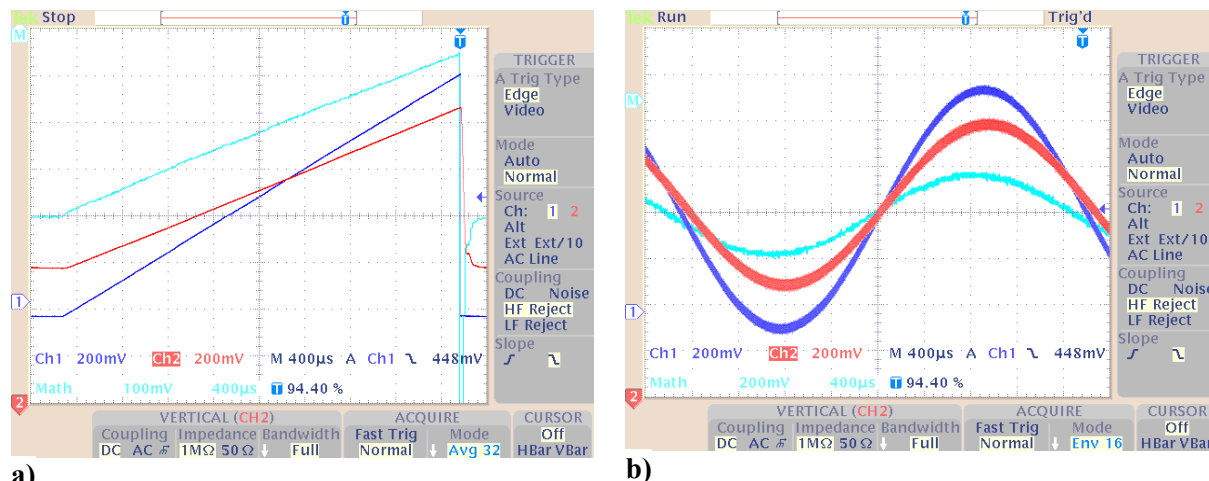 Tek Stop
M
T
T
TRIGGER
A Trig Type
Edge
Video
Mode
Auto
Normal
Source
Ch: 1 2
Alt
Ext Ext/10
AC Line
Coupling
DC Noise
HF Reject
LF Reject
Slope
1
Ch1 200mV Ch2 200mV M 400µs A Ch1 448mV
Math 100mV 400µs T 94.40 %
2
VERTICAL (CH2) ACQUIRE CURSOR
Coupling Impedance Bandwidth Fast Trig Mode Off
DC AC 1MΩ 50 Ω Full Normal Avg 32 HBar VBar
a)
Tek Run Trig'd
T
T
M
TRIGGER
A Trig Type
Edge
Video
Mode
Auto
Normal
Source
Ch: 1 2
Alt
Ext Ext/10
AC Line
Coupling
DC Noise
HF Reject
LF Reject
Slope
1
Ch1 200mV Ch2 200mV M 400µs A Ch1 448mV
Math 200mV 400µs T 94.40 %
2
VERTICAL (CH2) ACQUIRE CURSOR
Coupling Impedance Bandwidth Fast Trig Mode Off
DC AC 1MΩ 50 Ω Full Normal Env 16 HBar VBar
b)